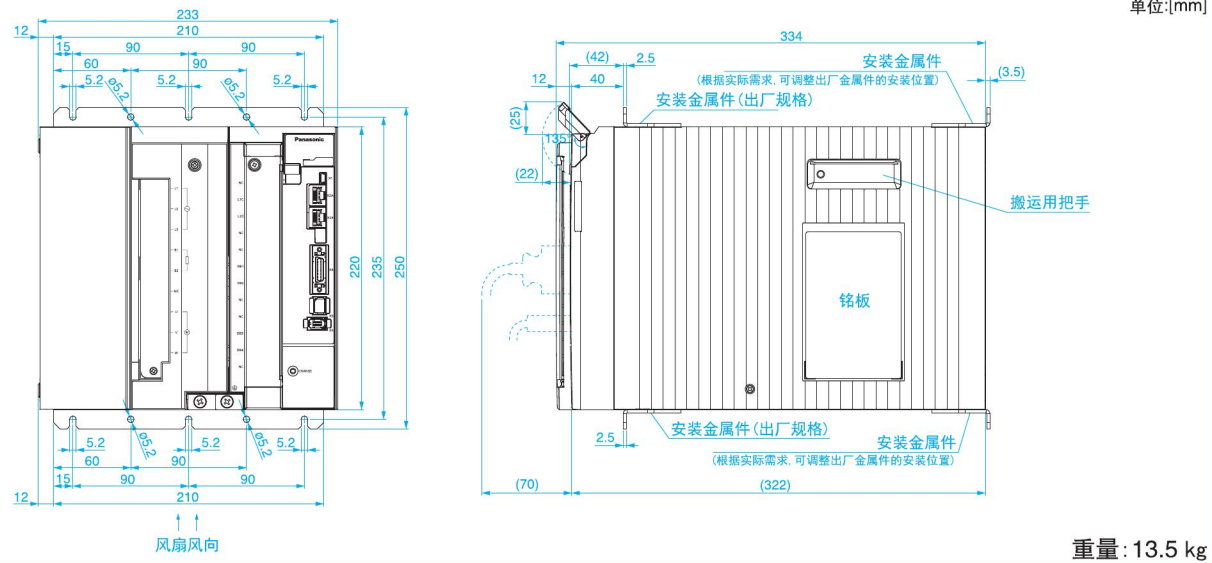 单位:[mm]
233
12
210
15
90
90
60
90
5.2
ø5.2
5.2
ø5.2
5.2
Panasonic
220
235
250
CHARGE
5.2
ø5.2
5.2
ø5.2
5.2
60
90
15
90
90
12
210
风扇风向
334
(42)
2.5
安装金属件
(3.5)
12
40
(根据实际需求,可调整出厂金属件的安装位置)
安装金属件(出厂规格)
(25)
135°
(22)
搬运用把手
铭板
2.5
安装金属件(出厂规格)
安装金属件
(根据实际需求,可调整出厂金属件的安装位置)
(70)
(322)
重量:13.5 kg